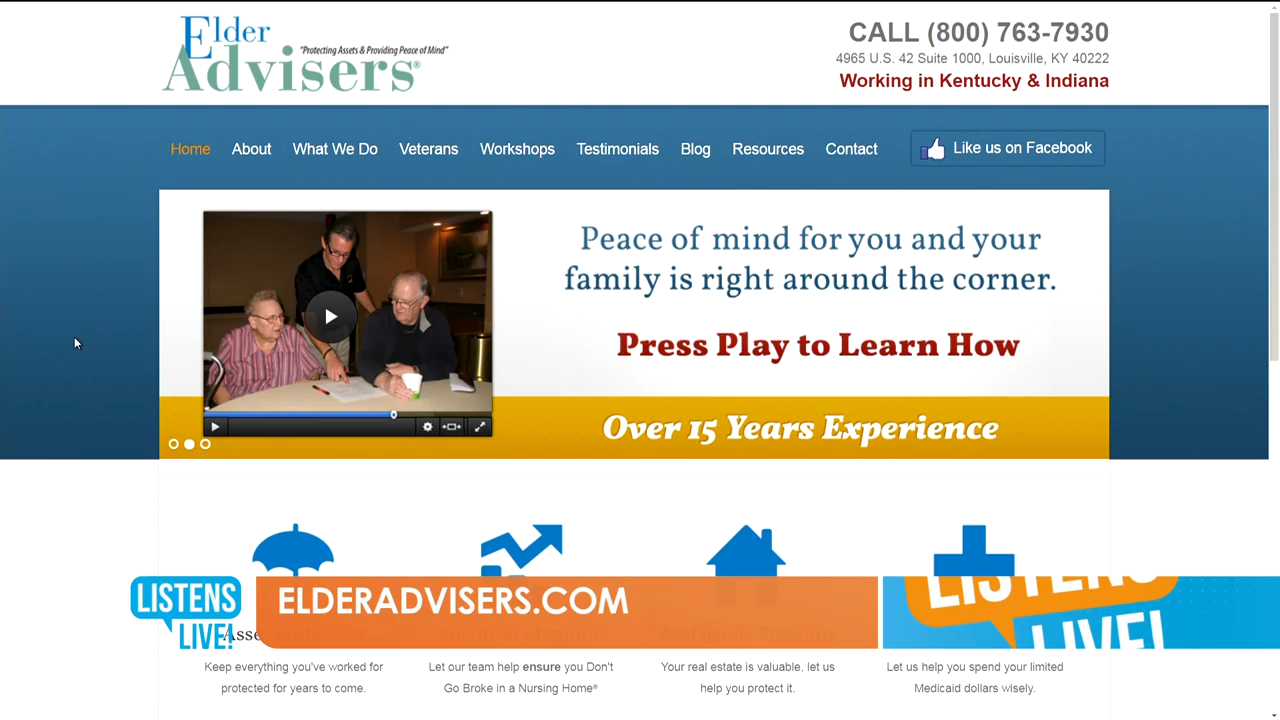 Elder
Advisers®
"Protecting Assets & Providing Peace of Mind"
CALL (800) 763-7930
4965 U.S. 42 Suite 1000, Louisville, KY 40222
Working in Kentucky & Indiana
Home About What We Do Veterans Workshops Testimonials Blog Resources Contact Like us on Facebook
Peace of mind for you and your
family is right around the corner.
Press Play to Learn How
Over 15 Years Experience
LISTENS
LIVE!
ELDERADVISERS.COM
LISTENS
LIVE!
Keep everything you've worked for
protected for years to come.
Let our team help ensure you Don't
Go Broke in a Nursing Home®
Your real estate is valuable, let us
help you protect it.
Let us help you spend your limited
Medicaid dollars wisely.